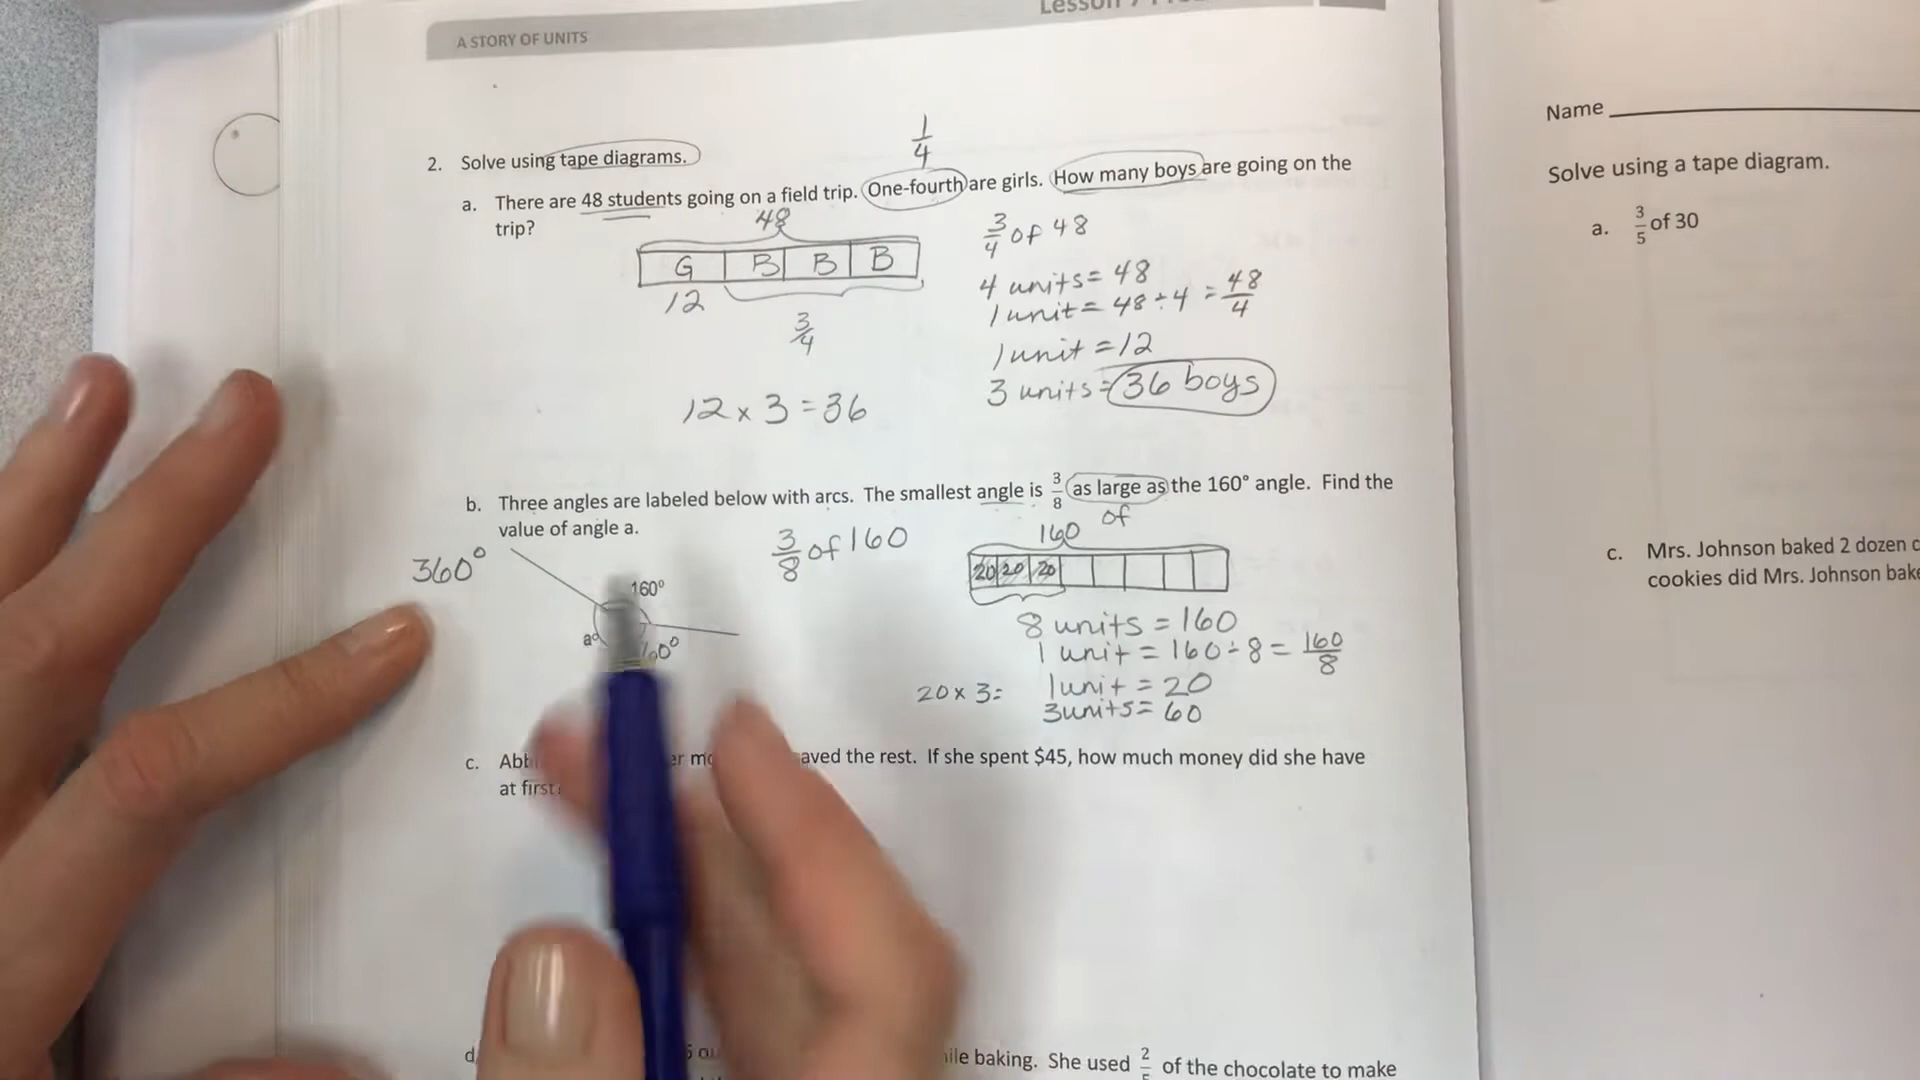 A STORY OF UNITS
Lesson
2. Solve using tape diagrams.
1/4
a. There are 48 students going on a field trip. One-fourth are girls. How many boys are going on the
trip?
48
G B B B
12
3/4
12 x 3 = 36
3/4 of 48
4 units = 48
1 unit = 48 ÷ 4 = 48/4
1 unit = 12
3 units = 36 boys
b. Three angles are labeled below with arcs. The smallest angle is 3/8 as large as the 160° angle. Find the
value of angle a.
of
360°
160°
a°
60°
3/8 of 160
160
20 20 20
8 units = 160
1 unit = 160 ÷ 8 = 160/8
20 x 3 =
1 unit = 20
3 units = 60
c. the rest. If she spent $45, how much money did she have
at first
d
baking. She used 2/ of the chocolate to make
Name
Solve using a tape diagram.
a. 3/5 of 30
c. Mrs. Johnson baked 2 dozen
cookies did Mrs. Johnson